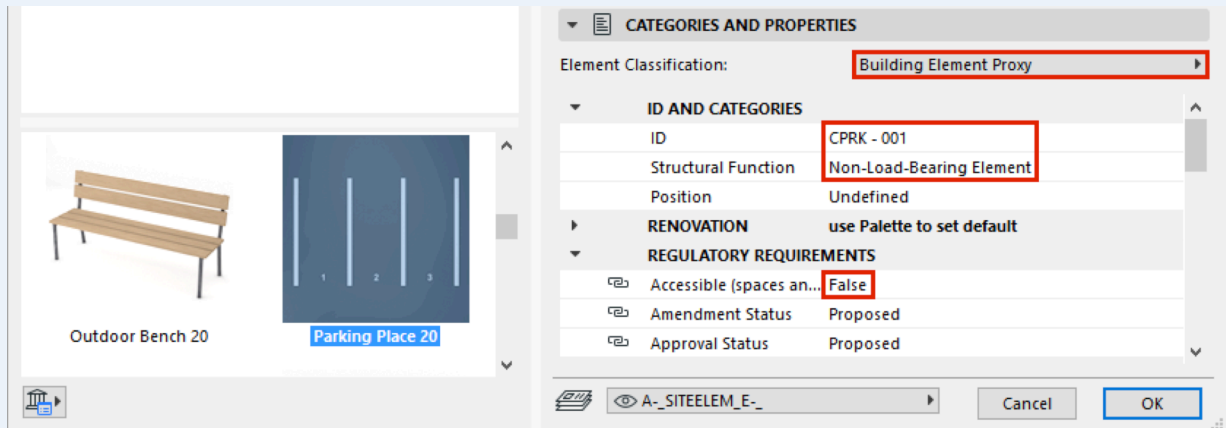 CATEGORIES AND PROPERTIES
Element Classification:
Building Element Proxy
ID AND CATEGORIES
ID CPRK - 001
Structural Function Non-Load-Bearing Element
Position Undefined
RENOVATION use Palette to set default
REGULATORY REQUIREMENTS
Accessible (spaces an... False
Amendment Status Proposed
Approval Status Proposed
1 2 3
Outdoor Bench 20
Parking Place 20
A-_SITEELEM_E-_
Cancel
OK